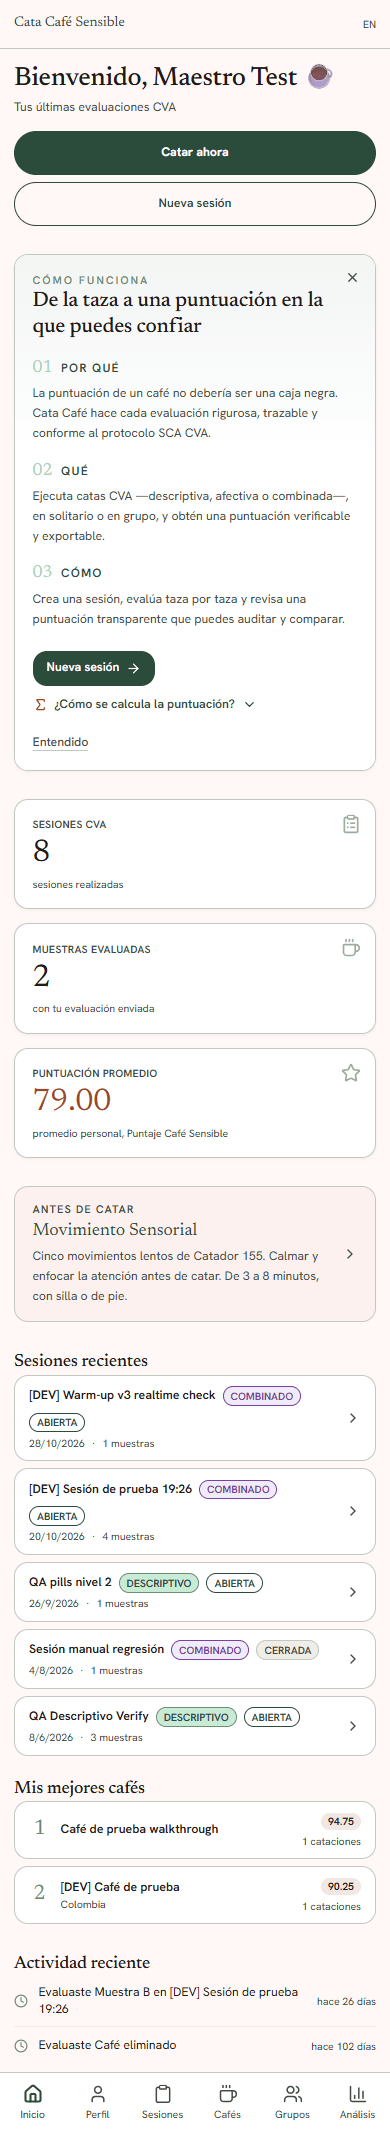 Cata Café Sensible
EN
Bienvenido, Maestro Test
Tus últimas evaluaciones CVA
Catar ahora
Nueva sesión
CÓMO FUNCIONA
De la taza a una puntuación en la
que puedes confiar
01 POR QUÉ
La puntuación de un café no debería ser una caja negra.
Cata Café hace cada evaluación rigurosa, trazable y
conforme al protocolo SCA CVA.
02 QUÉ
Ejecuta catas CVA —descriptiva, afectiva o combinada—,
en solitario o en grupo, y obtén una puntuación verificable
y exportable.
03 CÓMO
Crea una sesión, evalúa taza por taza y revisa una
puntuación transparente que puedes auditar y comparar.
Nueva sesión →
Σ ¿Cómo se calcula la puntuación?
Entendido
SESIONES CVA
8
sesiones realizadas
MUESTRAS EVALUADAS
2
con tu evaluación enviada
PUNTUACIÓN PROMEDIO
79.00
promedio personal, Puntaje Café Sensible
ANTES DE CATAR
Movimiento Sensorial
Cinco movimientos lentos de Catador 155. Calmar y
enfocar la atención antes de catar. De 3 a 8 minutos,
con silla o de pie.
Sesiones recientes
[DEV] Warm-up v3 realtime check COMBINADO
ABIERTA
28/10/2026 · 1 muestras
[DEV] Sesión de prueba 19:26 COMBINADO
ABIERTA
20/10/2026 · 4 muestras
QA pills nivel 2 DESCRIPTIVO ABIERTA
26/9/2026 · 1 muestras
Sesión manual regresión COMBINADO CERRADA
4/8/2026 · 1 muestras
QA Descriptivo Verify DESCRIPTIVO ABIERTA
8/6/2026 · 3 muestras
Mis mejores cafés
1 Café de prueba walkthrough
94.75
1 cataciones
2 [DEV] Café de prueba
Colombia
90.25
1 cataciones
Actividad reciente
Evaluaste Muestra B en [DEV] Sesión de prueba
19:26
hace 26 días
Evaluaste Café eliminado
hace 102 días
Inicio Perfil Sesiones Cafés Grupos Análisis